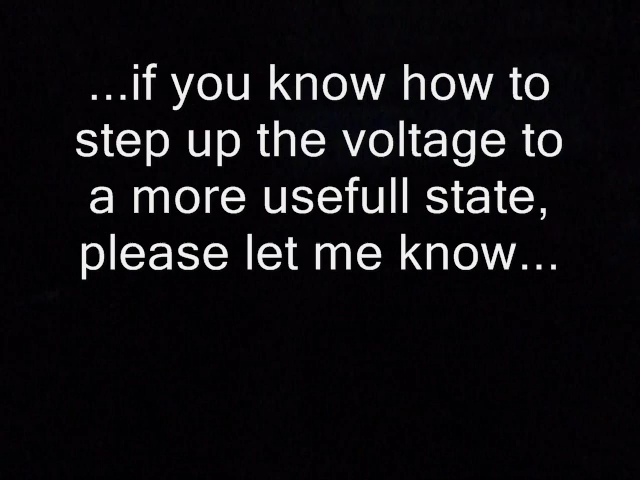 ...if you know how to
step up the voltage to
a more usefull state,
please let me know...